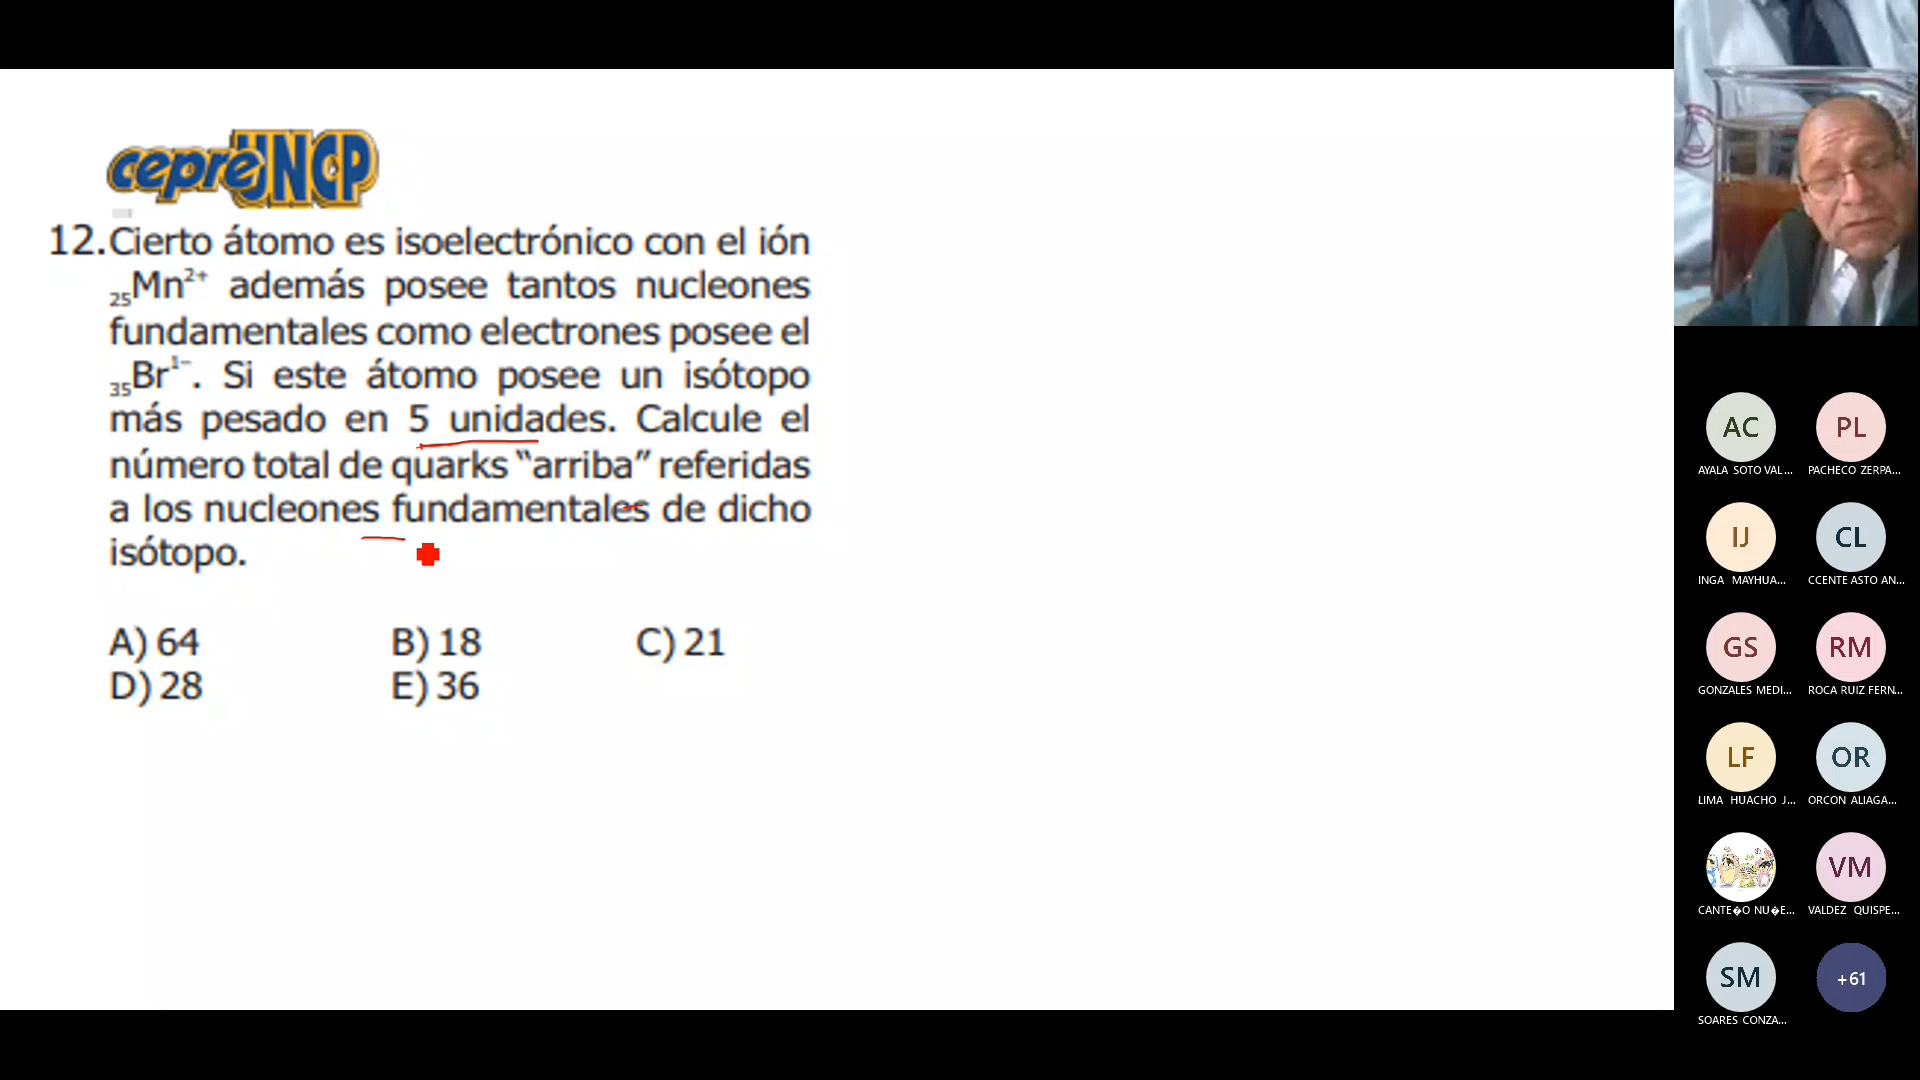 cepreUNCP
12. Cierto átomo es isoelectrónico con el ión
₂₅Mn²⁺ además posee tantos nucleones
fundamentales como electrones posee el
₃₅Br¹⁻. Si este átomo posee un isótopo
más pesado en 5 unidades. Calcule el
número total de quarks “arriba” referidas
a los nucleones fundamentales de dicho
isótopo.
A) 64 B) 18 C) 21
D) 28 E) 36
AC PL
AYALA SOTO VAL... PACHECO ZERPA...
IJ CL
INGA MAYHUA... CCENTE ASTO AN...
GS RM
GONZALES MEDI... ROCA RUIZ FERN...
LF OR
LIMA HUACHO J... ORCON ALIAGA...
VM
CANTE�O NU�E... VALDEZ QUISPE...
SM +61
SOARES CONZA...